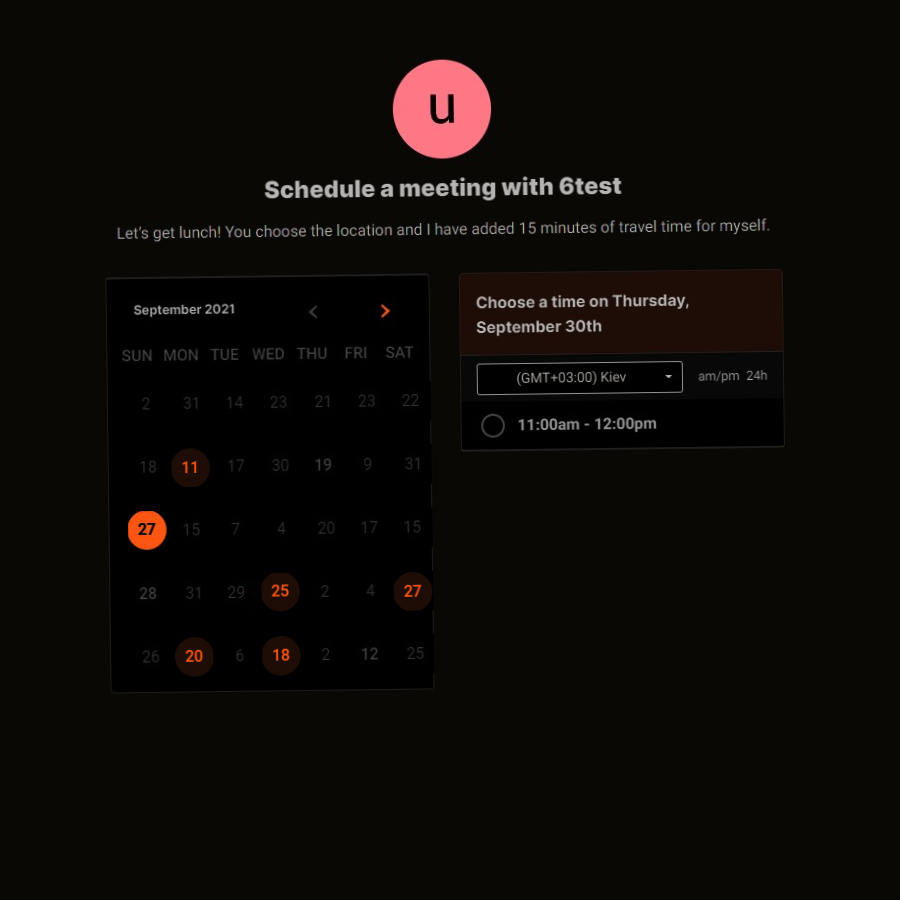 u
Schedule a meeting with 6test
Let's get lunch! You choose the location and I have added 15 minutes of travel time for myself.
September 2021
SUN MON TUE WED THU FRI SAT
2 31 14 23 21 23 22
18 11 17 30 19 9 31
27 15 7 4 20 17 15
28 31 29 25 2 4 27
26 20 6 18 2 12 25
Choose a time on Thursday,
September 30th
(GMT+03:00) Kiev
am/pm 24h
11:00am - 12:00pm